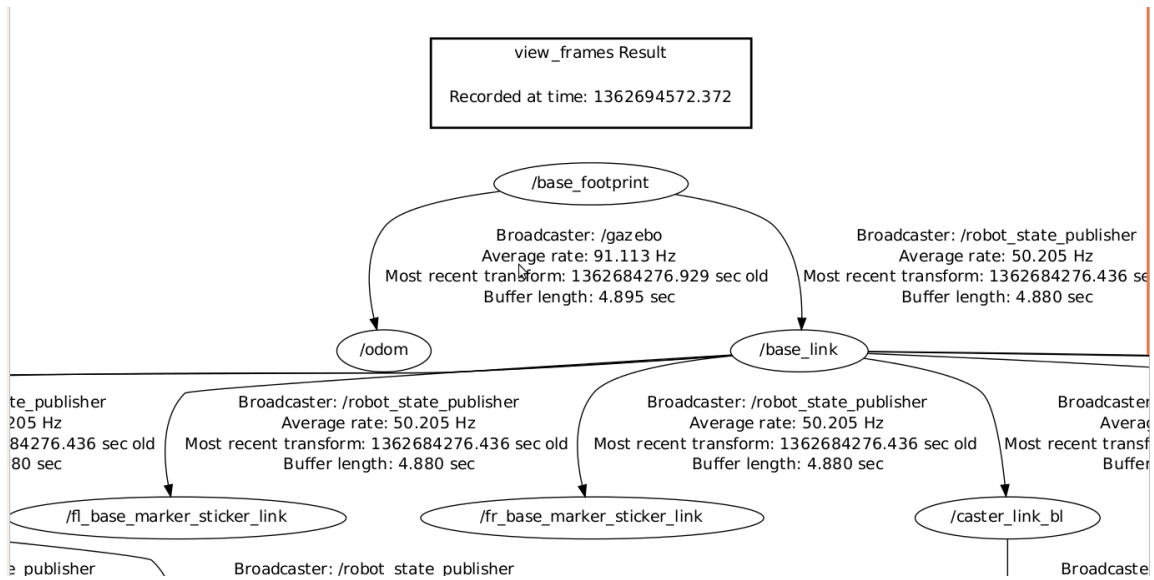 view_frames Result
Recorded at time: 1362694572.372
/base_footprint
Broadcaster: /gazebo
Average rate: 91.113 Hz
Most recent transform: 1362684276.929 sec old
Buffer length: 4.895 sec
Broadcaster: /robot_state_publisher
Average rate: 50.205 Hz
Most recent transform: 1362684276.436 se
Buffer length: 4.880 sec
/odom
/base_link
te_publisher
205 Hz
84276.436 sec old
80 sec
Broadcaster: /robot_state_publisher
Average rate: 50.205 Hz
Most recent transform: 1362684276.436 sec old
Buffer length: 4.880 sec
Broadcaster: /robot_state_publisher
Average rate: 50.205 Hz
Most recent transform: 1362684276.436 sec old
Buffer length: 4.880 sec
Broadcaster
Averag
Most recent transf
Buffe
/fl_base_marker_sticker_link
/fr_base_marker_sticker_link
/caster_link_bl
e_publisher
Broadcaster: /robot_state_publisher
Broadcaste